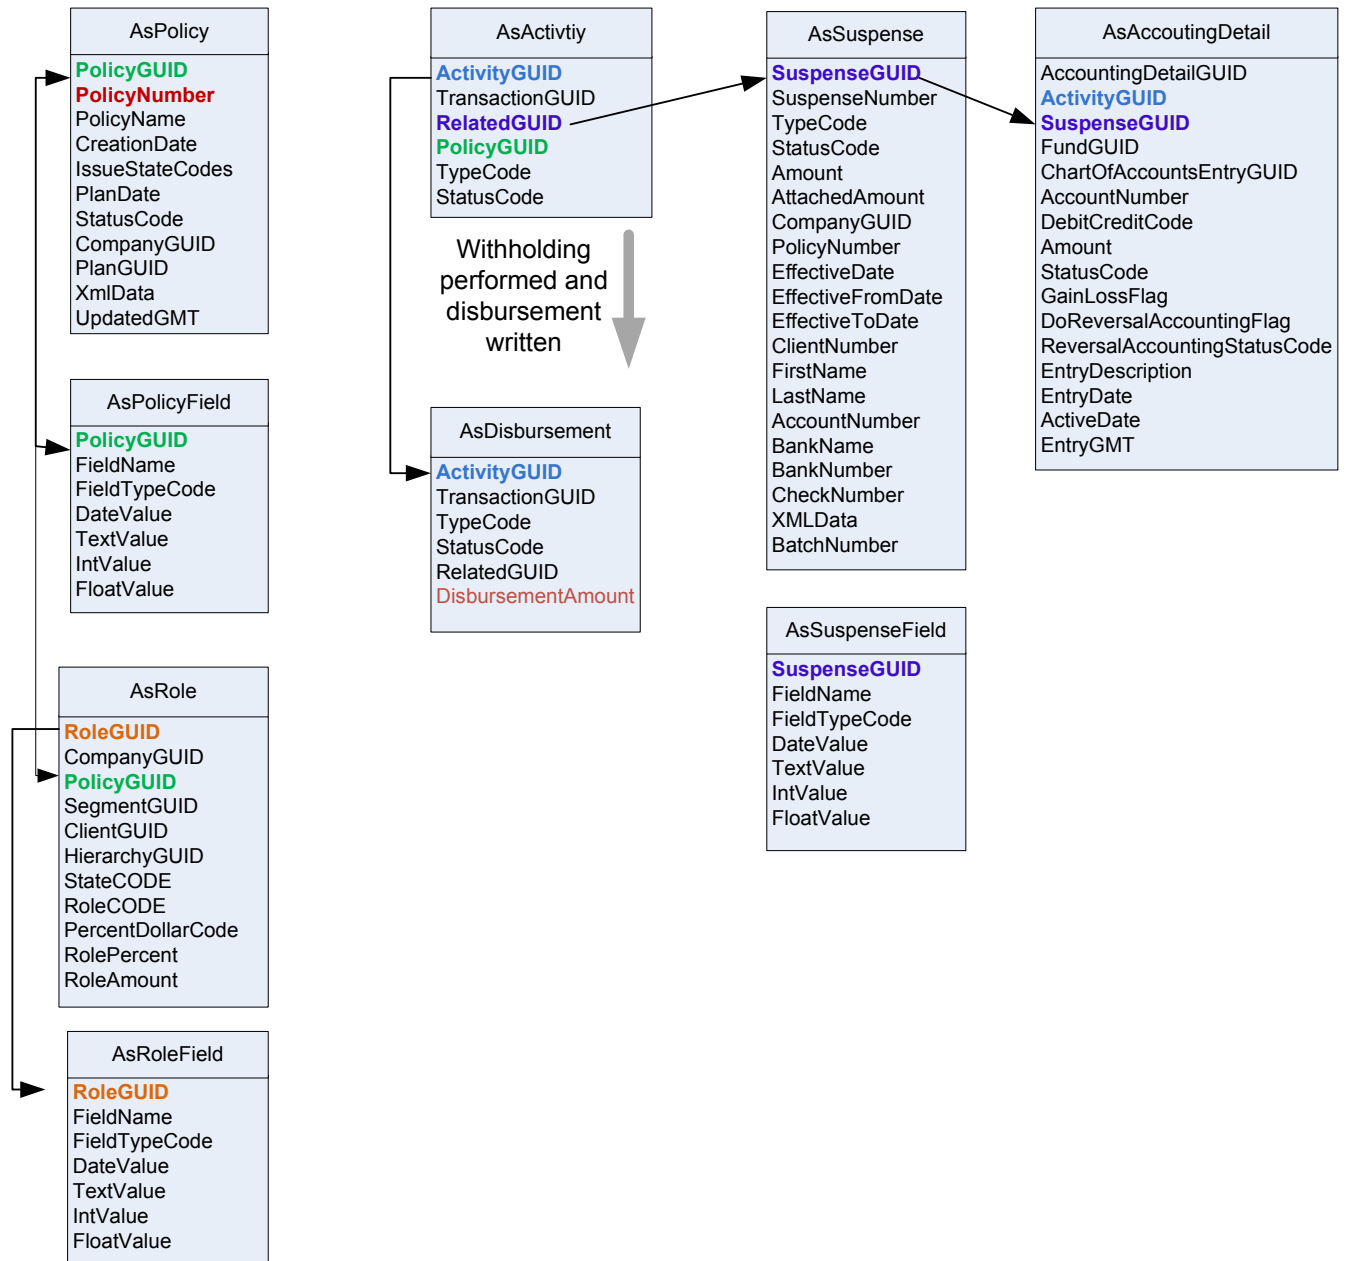 AsPolicy
PolicyGUID
PolicyNumber
PolicyName
CreationDate
IssueStateCodes
PlanDate
StatusCode
CompanyGUID
PlanGUID
XmlData
UpdatedGMT
AsPolicyField
PolicyGUID
FieldName
FieldTypeCode
DateValue
TextValue
IntValue
FloatValue
AsRole
RoleGUID
CompanyGUID
PolicyGUID
SegmentGUID
ClientGUID
HierarchyGUID
StateCODE
RoleCODE
PercentDollarCode
RolePercent
RoleAmount
AsRoleField
RoleGUID
FieldName
FieldTypeCode
DateValue
TextValue
IntValue
FloatValue
AsActivtiy
ActivityGUID
TransactionGUID
RelatedGUID
PolicyGUID
TypeCode
StatusCode
Withholding
performed and
disbursement
written
AsDisbursement
ActivityGUID
TransactionGUID
TypeCode
StatusCode
RelatedGUID
DisbursementAmount
AsSuspense
SuspenseGUID
SuspenseNumber
TypeCode
StatusCode
Amount
AttachedAmount
CompanyGUID
PolicyNumber
EffectiveDate
EffectiveFromDate
EffectiveToDate
ClientNumber
FirstName
LastName
AccountNumber
BankName
BankNumber
CheckNumber
XMLData
BatchNumber
AsSuspenseField
SuspenseGUID
FieldName
FieldTypeCode
DateValue
TextValue
IntValue
FloatValue
AsAccoutingDetail
AccountingDetailGUID
ActivityGUID
SuspenseGUID
FundGUID
ChartOfAccountsEntryGUID
AccountNumber
DebitCreditCode
Amount
StatusCode
GainLossFlag
DoReversalAccountingFlag
ReversalAccountingStatusCode
EntryDescription
EntryDate
ActiveDate
EntryGMT